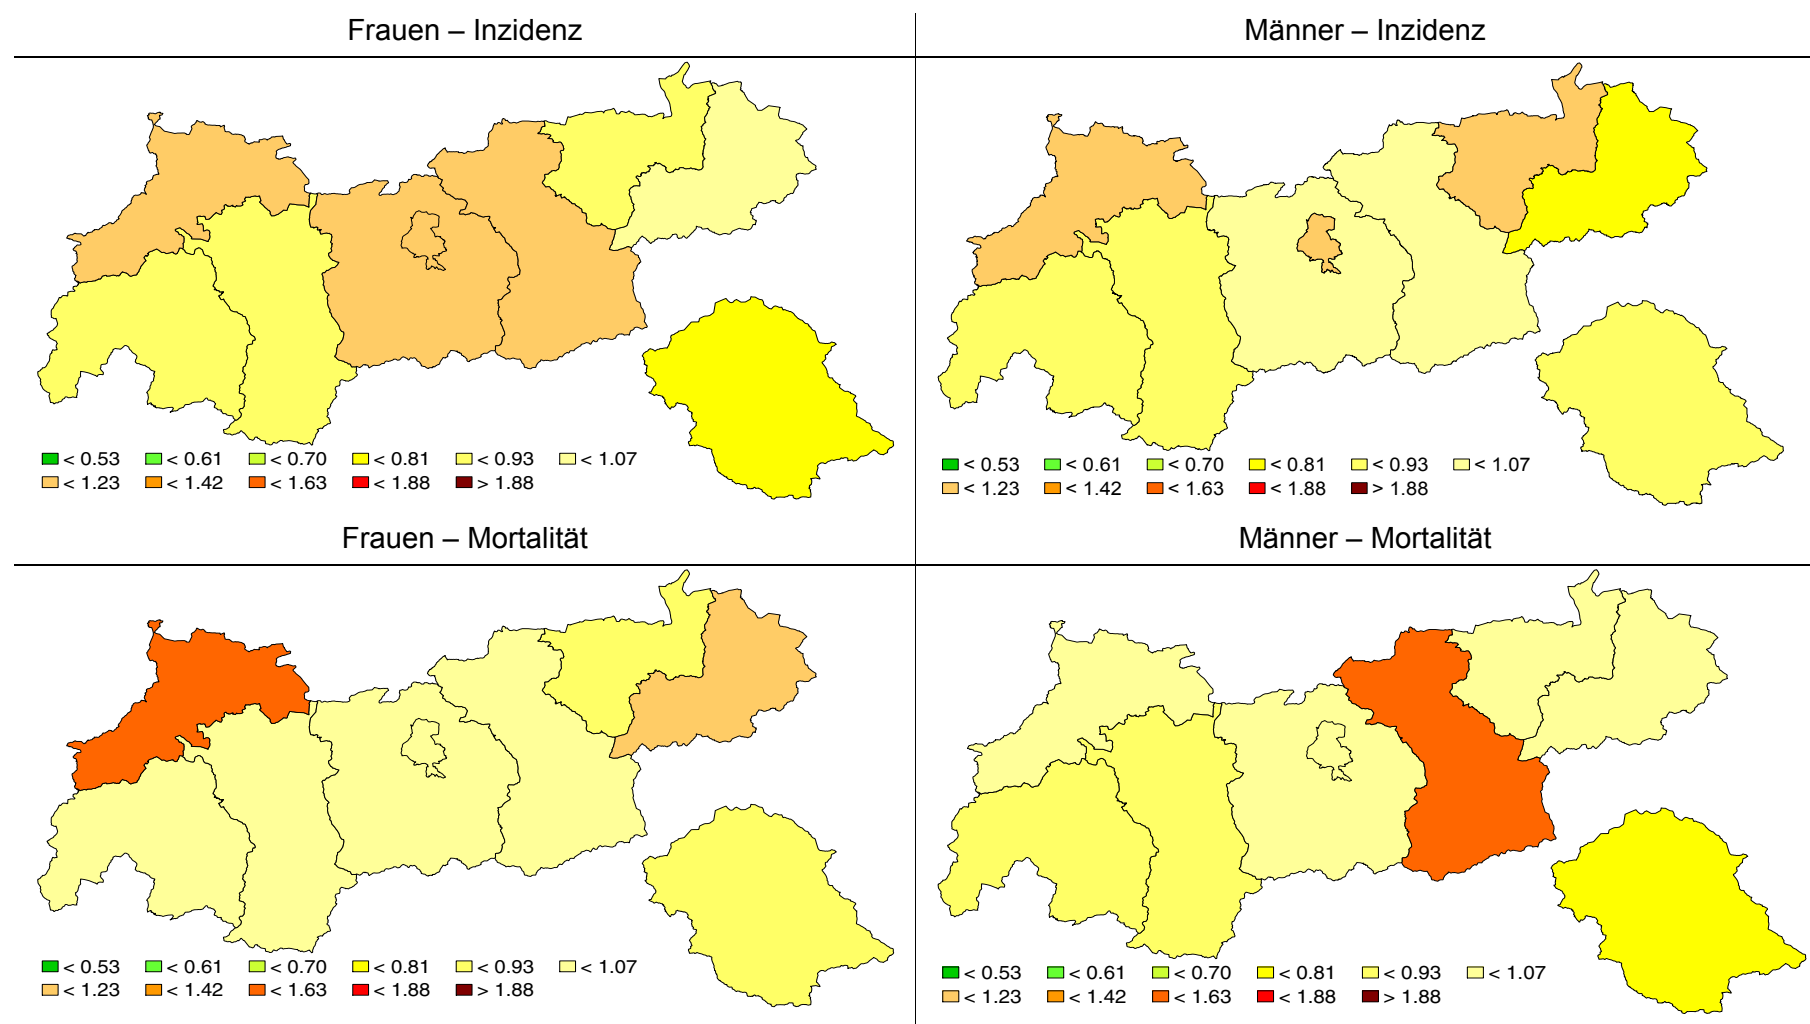 Frauen – Inzidenz
Männer – Inzidenz
< 0.53 < 0.61 < 0.70 < 0.81 < 0.93 < 1.07
< 1.23 < 1.42 < 1.63 < 1.88 > 1.88
< 0.53 < 0.61 < 0.70 < 0.81 < 0.93 < 1.07
< 1.23 < 1.42 < 1.63 < 1.88 > 1.88
Frauen – Mortalität
Männer – Mortalität
< 0.53 < 0.61 < 0.70 < 0.81 < 0.93 < 1.07
< 1.23 < 1.42 < 1.63 < 1.88 > 1.88
< 0.53 < 0.61 < 0.70 < 0.81 < 0.93 < 1.07
< 1.23 < 1.42 < 1.63 < 1.88 > 1.88